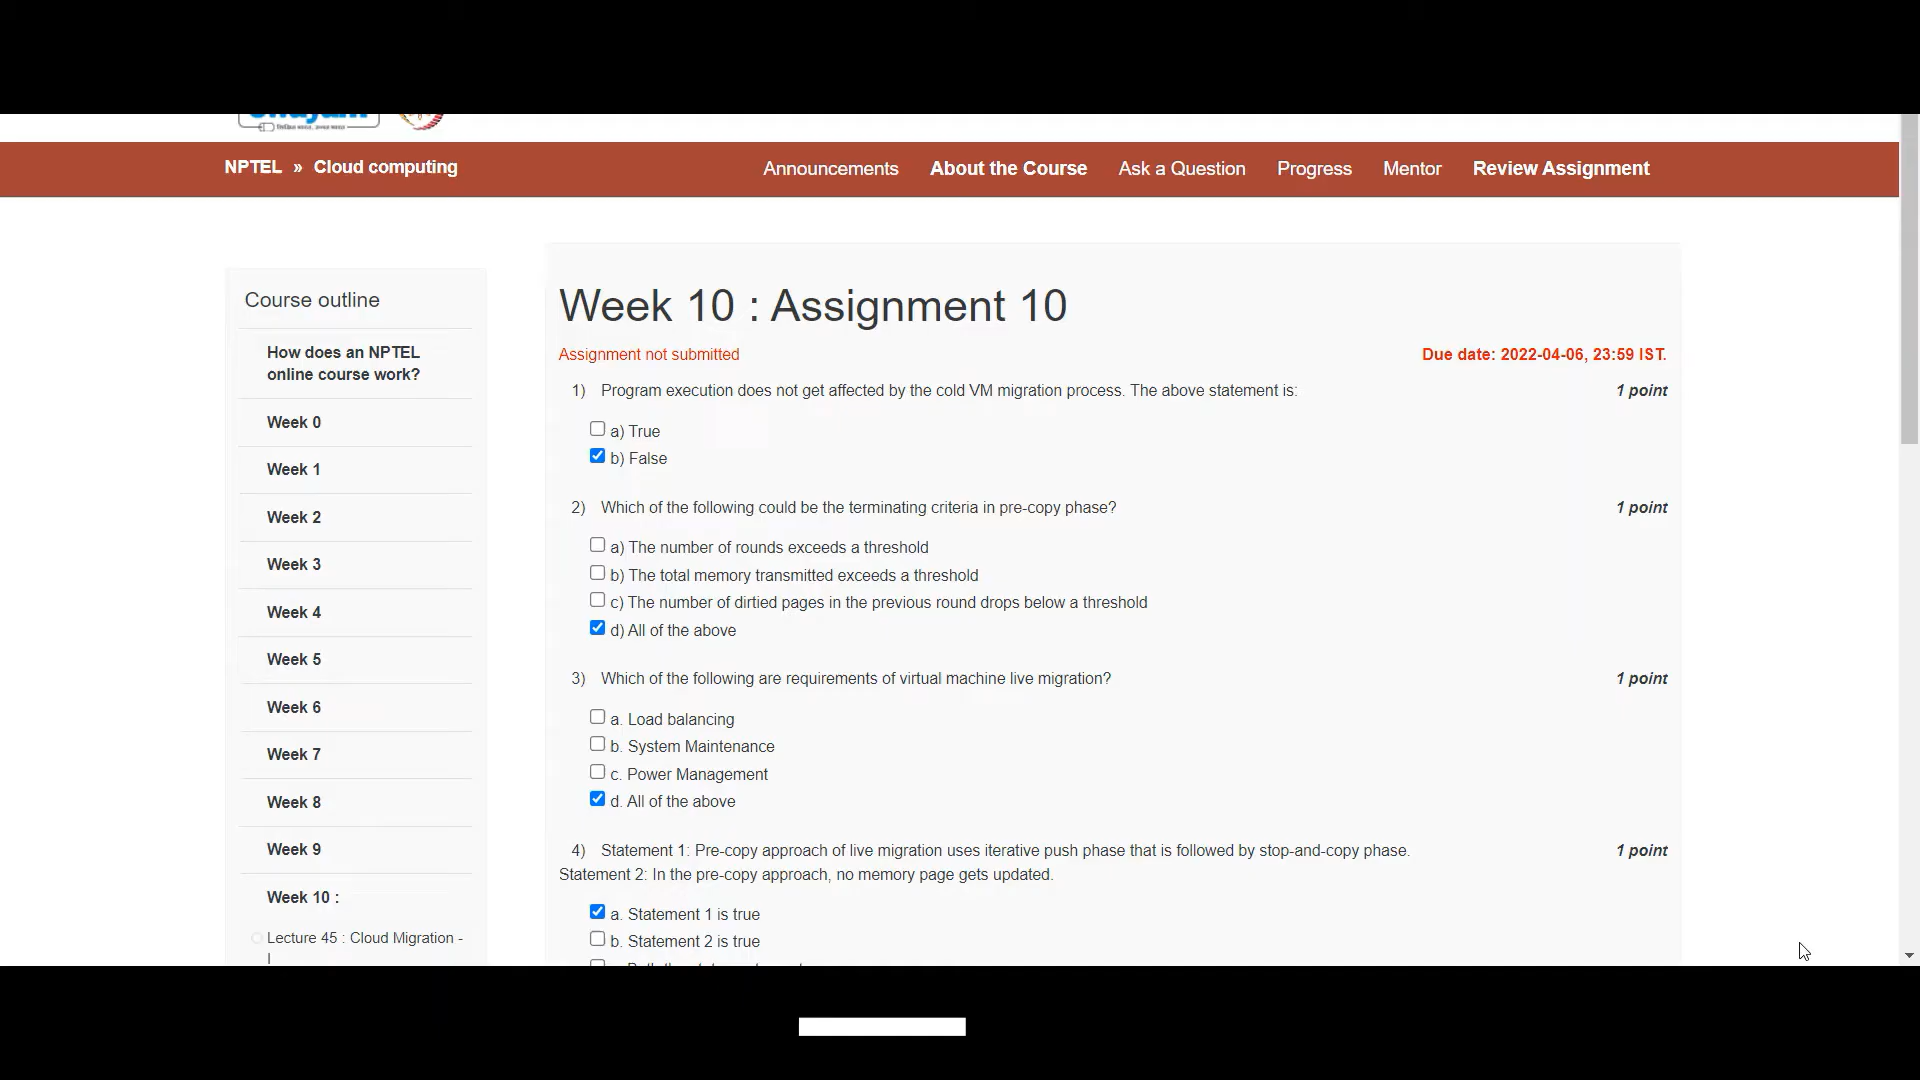 NPTEL » Cloud computing
Announcements About the Course Ask a Question Progress Mentor Review Assignment
Course outline
How does an NPTEL
online course work?
Week 0
Week 1
Week 2
Week 3
Week 4
Week 5
Week 6
Week 7
Week 8
Week 9
Week 10 :
Lecture 45 : Cloud Migration -
I
Week 10 : Assignment 10
Assignment not submitted Due date: 2022-04-06, 23:59 IST.
1) Program execution does not get affected by the cold VM migration process. The above statement is: 1 point
a) True
b) False
2) Which of the following could be the terminating criteria in pre-copy phase? 1 point
a) The number of rounds exceeds a threshold
b) The total memory transmitted exceeds a threshold
c) The number of dirtied pages in the previous round drops below a threshold
d) All of the above
3) Which of the following are requirements of virtual machine live migration? 1 point
a. Load balancing
b. System Maintenance
c. Power Management
d. All of the above
4) Statement 1: Pre-copy approach of live migration uses iterative push phase that is followed by stop-and-copy phase. 1 point
Statement 2: In the pre-copy approach, no memory page gets updated.
a. Statement 1 is true
b. Statement 2 is true